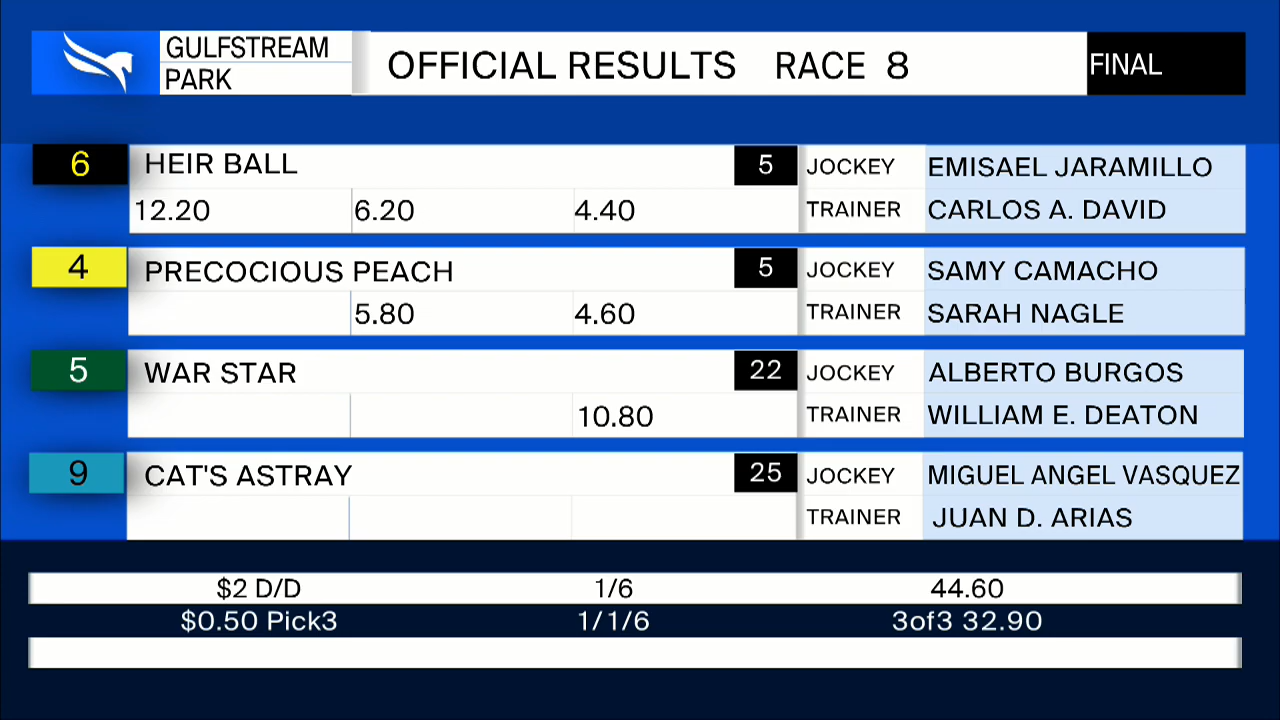 GULFSTREAM
PARK
OFFICIAL RESULTS RACE 8
FINAL
6 HEIR BALL 5 JOCKEY EMISAEL JARAMILLO
12.20 6.20 4.40 TRAINER CARLOS A. DAVID
4 PRECOCIOUS PEACH 5 JOCKEY SAMY CAMACHO
5.80 4.60 TRAINER SARAH NAGLE
5 WAR STAR 22 JOCKEY ALBERTO BURGOS
10.80 TRAINER WILLIAM E. DEATON
9 CAT'S ASTRAY 25 JOCKEY MIGUEL ANGEL VASQUEZ
TRAINER JUAN D. ARIAS
$2 D/D 1/6 44.60
$0.50 Pick3 1/1/6 3of3 32.90